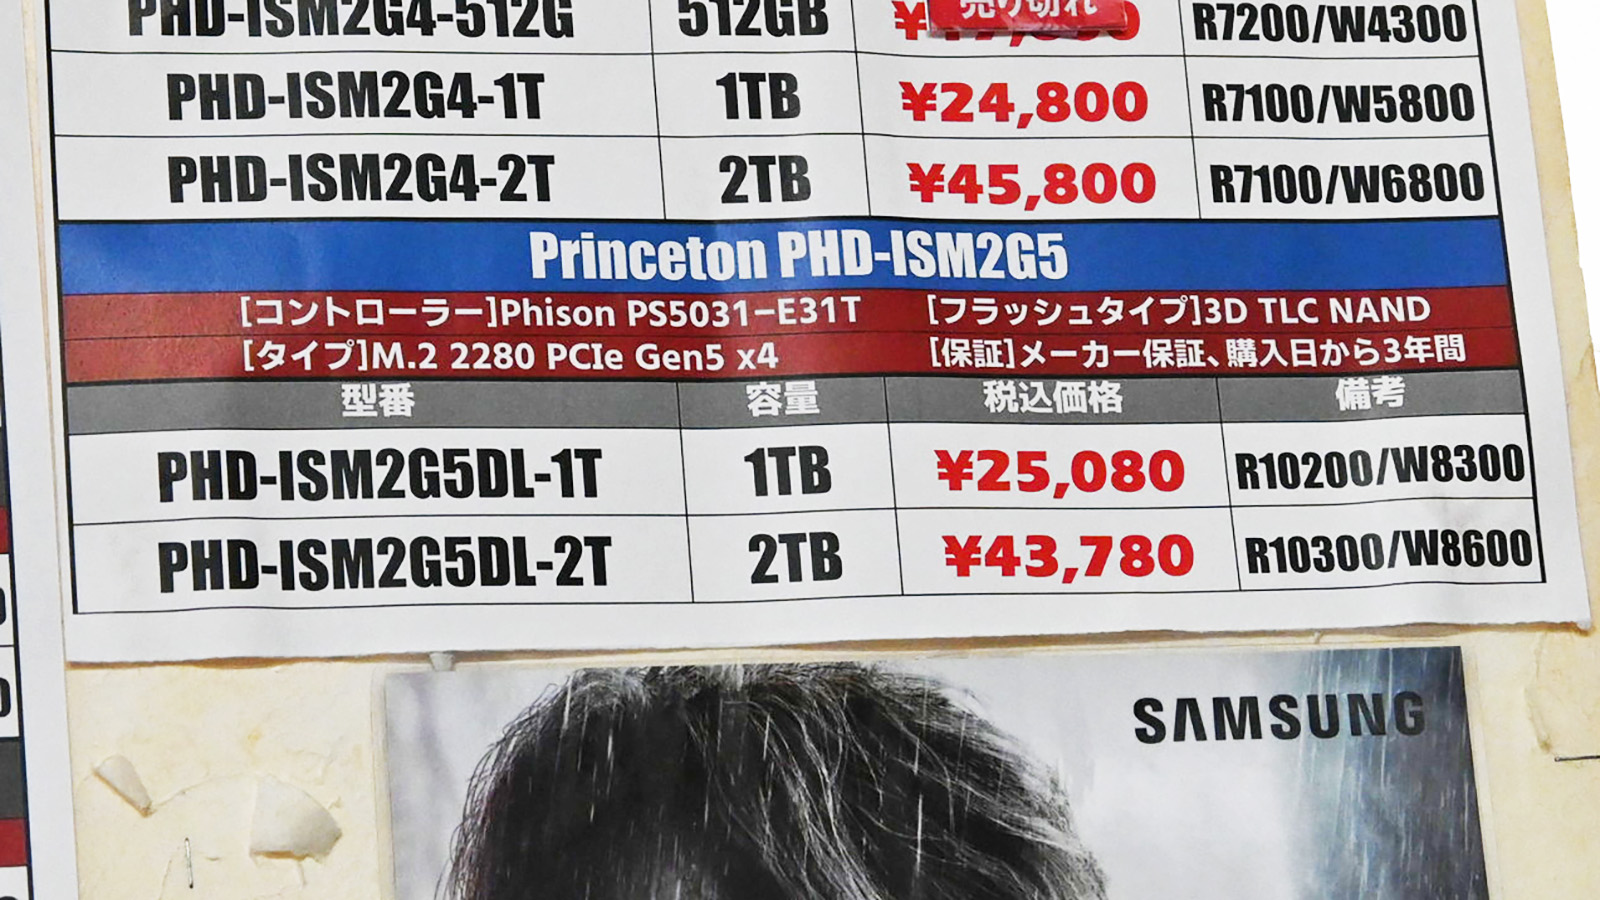 PHD-ISM2G4-512G 512GB 売り切れ R7200/W4300
PHD-ISM2G4-1T 1TB ¥24,800 R7100/W5800
PHD-ISM2G4-2T 2TB ¥45,800 R7100/W6800
Princeton PHD-ISM2G5
[コントローラー]Phison PS5031-E31T [フラッシュタイプ]3D TLC NAND
[タイプ]M.2 2280 PCIe Gen5 x4 [保証]メーカー保証、購入日から3年間
型番 容量 税込価格 備考
PHD-ISM2G5DL-1T 1TB ¥25,080 R10200/W8300
PHD-ISM2G5DL-2T 2TB ¥43,780 R10300/W8600
SAMSUNG